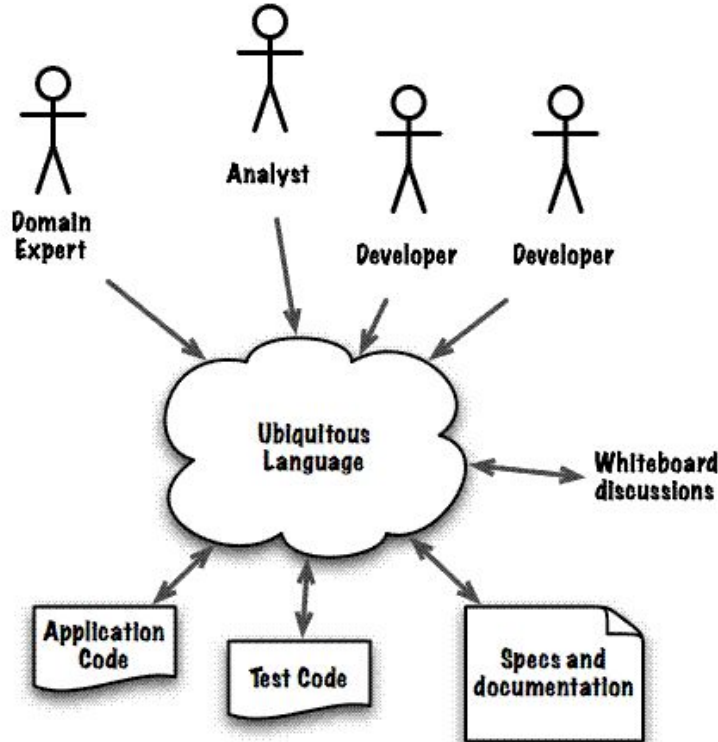 Analyst
Domain
Expert
Developer
Developer
Ubiquitous
Language
Whiteboard
discussions
Application
Code
Test Code
Specs and
documentation